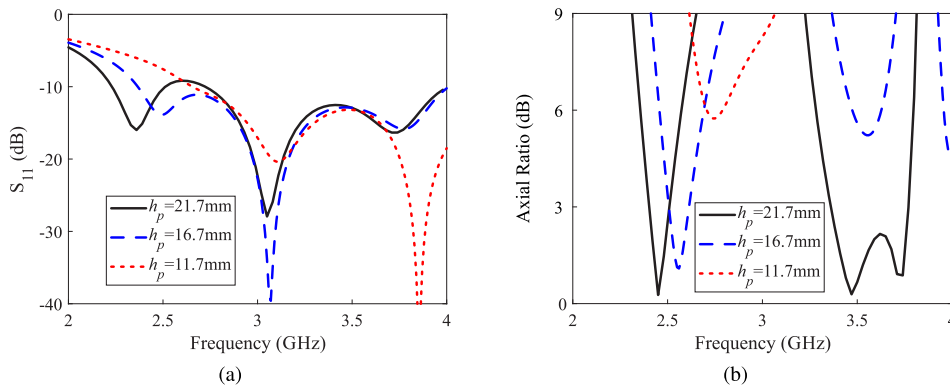 0
-10
-20
-30
-40
S11 (dB)
hp=21.7mm
hp=16.7mm
hp=11.7mm
2 2.5 3 3.5 4
Frequency (GHz)
(a)
9
6
3
0
Axial Ratio (dB)
hp=21.7mm
hp=16.7mm
hp=11.7mm
2 2.5 3 3.5 4
Frequency (GHz)
(b)